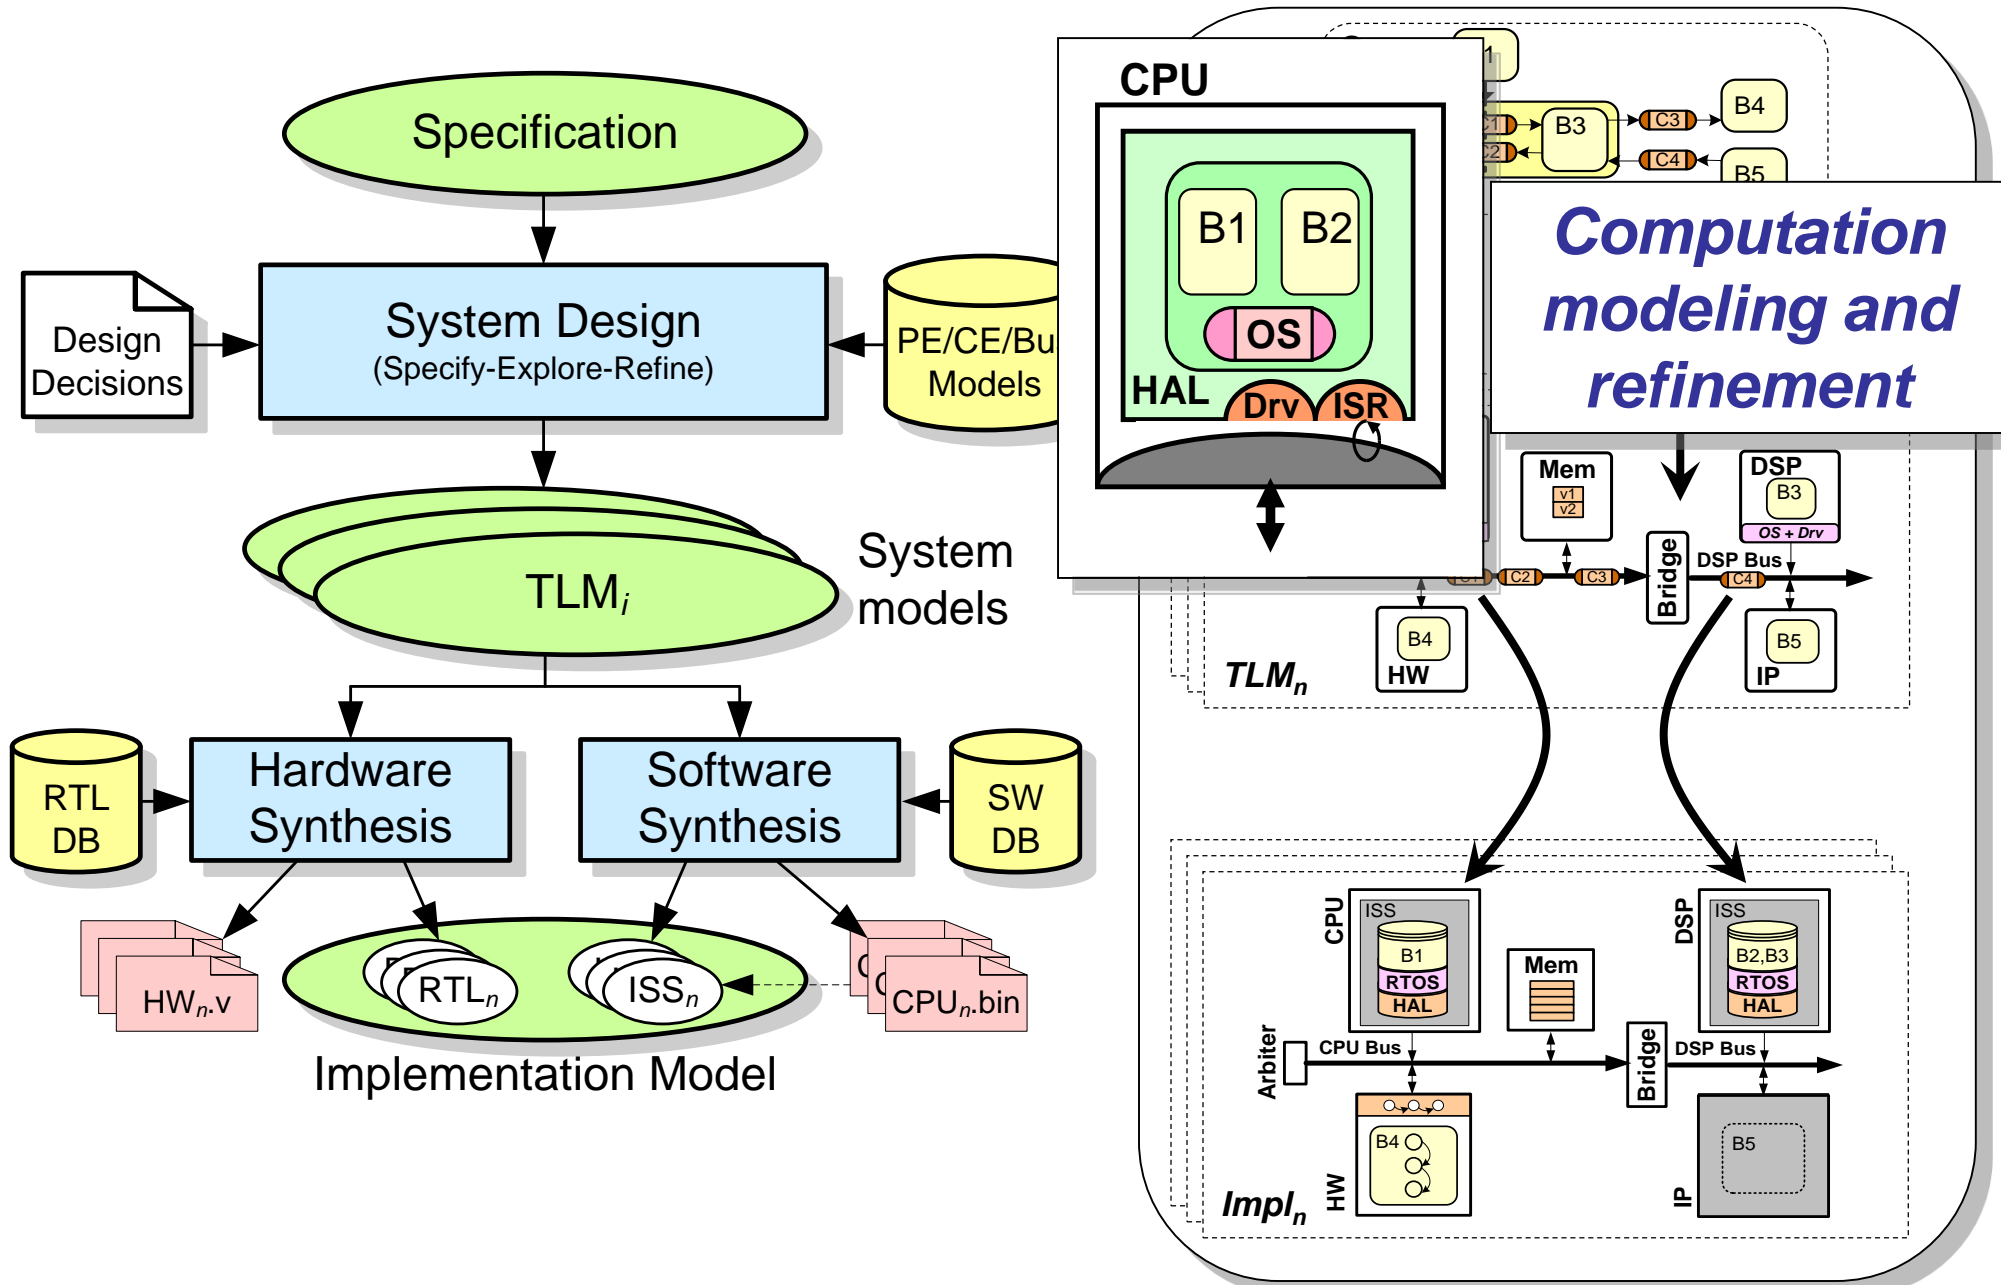 Specification
System Design
(Specify-Explore-Refine)
Design
Decisions
PE/CE/Bus
Models
TLMi
System
models
Hardware
Synthesis
Software
Synthesis
RTL
DB
SW
DB
HWn.v
RTLn
ISSn
CPUn.bin
Implementation Model
CPU
B1
B2
OS
HAL
Drv
ISR
C1
C2
B3
C3
C4
B4
B5
Computation
modeling and
refinement
Mem
v1
v2
DSP
B3
OS + Drv
DSP Bus
C1
C2
C3
Bridge
C4
B4
HW
B5
IP
TLMn
CPU
ISS
B1
RTOS
HAL
DSP
ISS
B2,B3
RTOS
HAL
Mem
Arbiter
CPU Bus
Bridge
DSP Bus
B4
HW
B5
IP
Impln